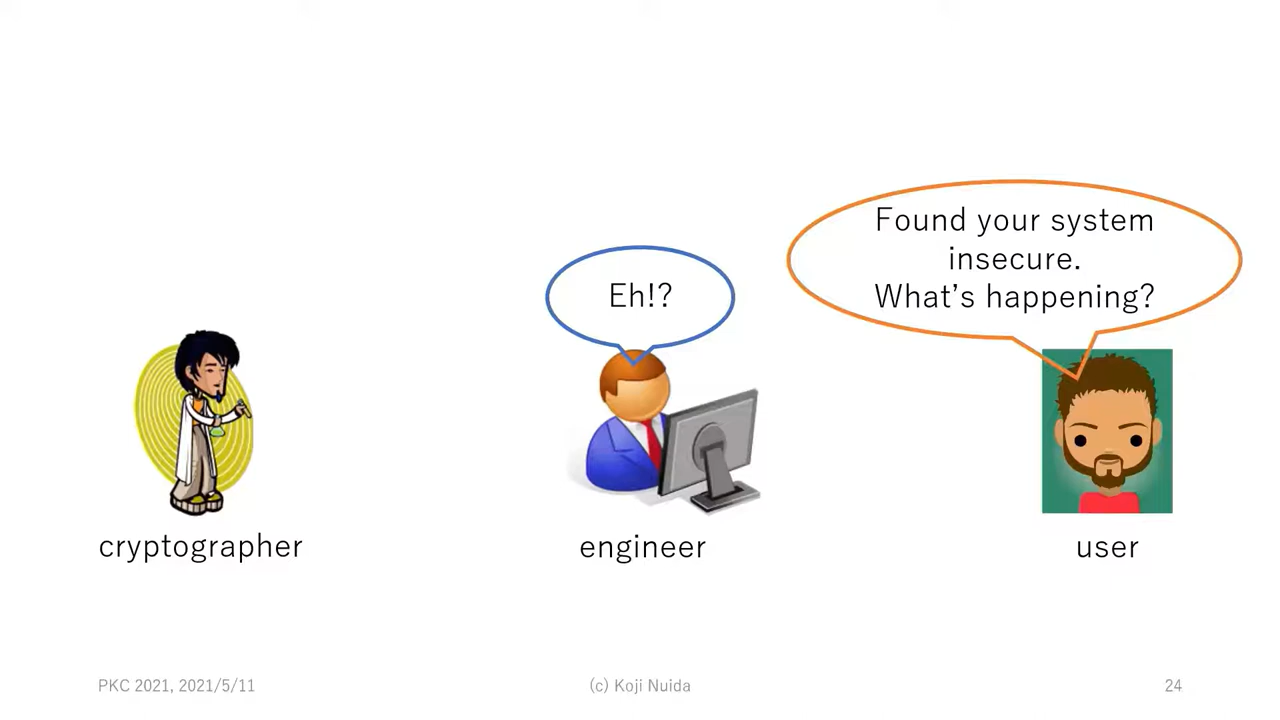 Found your system
insecure.
What's happening?
Eh!?
cryptographer
engineer
user
PKC 2021, 2021/5/11
(c) Koji Nuida
24